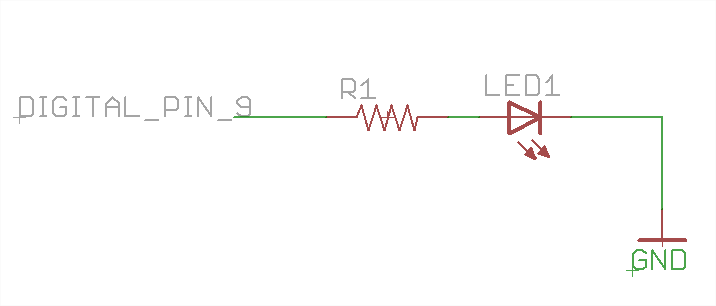 DIGITAL_PIN_9
R1
LED1
GND